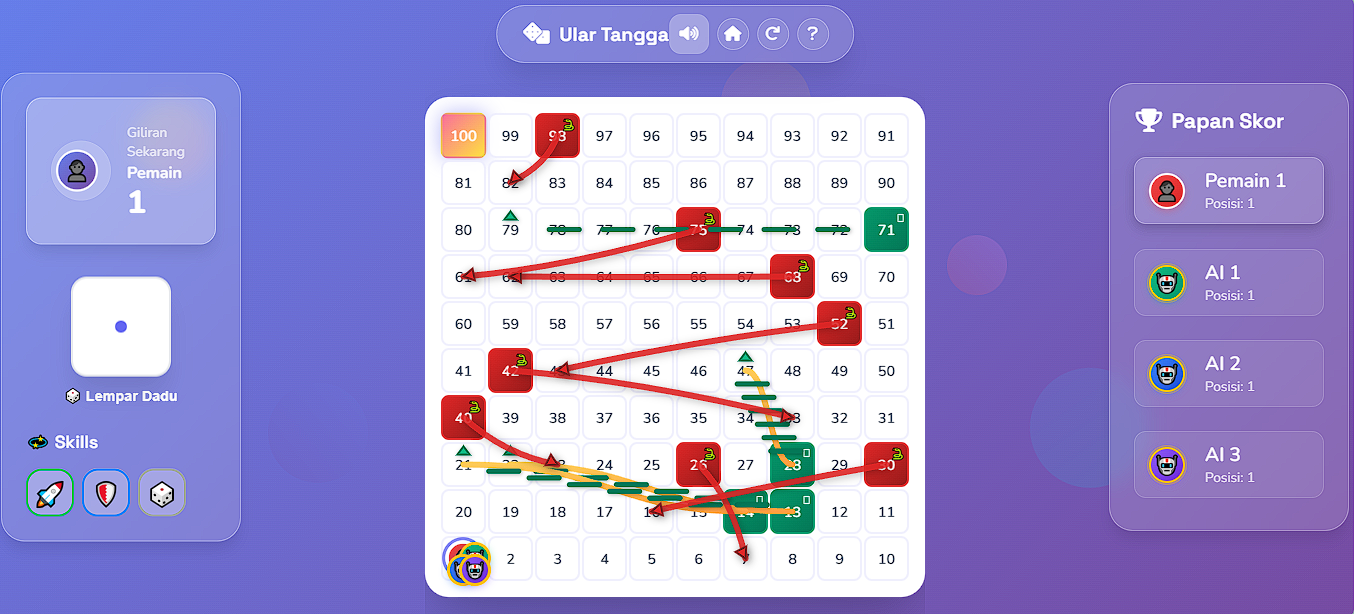 Ular Tangga
?
Giliran
Sekarang
Pemain
1
Lempar Dadu
Skills
100 99 98 97 96 95 94 93 92 91
81 82 83 84 85 86 87 88 89 90
80 79 78 77 76 75 74 73 72 71
61 62 63 64 65 66 67 68 69 70
60 59 58 57 56 55 54 53 52 51
41 42 43 44 45 46 47 48 49 50
40 39 38 37 36 35 34 33 32 31
21 22 23 24 25 26 27 28 29 30
20 19 18 17 16 15 14 13 12 11
2 3 4 5 6 7 8 9 10
Papan Skor
Pemain 1
Posisi: 1
AI 1
Posisi: 1
AI 2
Posisi: 1
AI 3
Posisi: 1